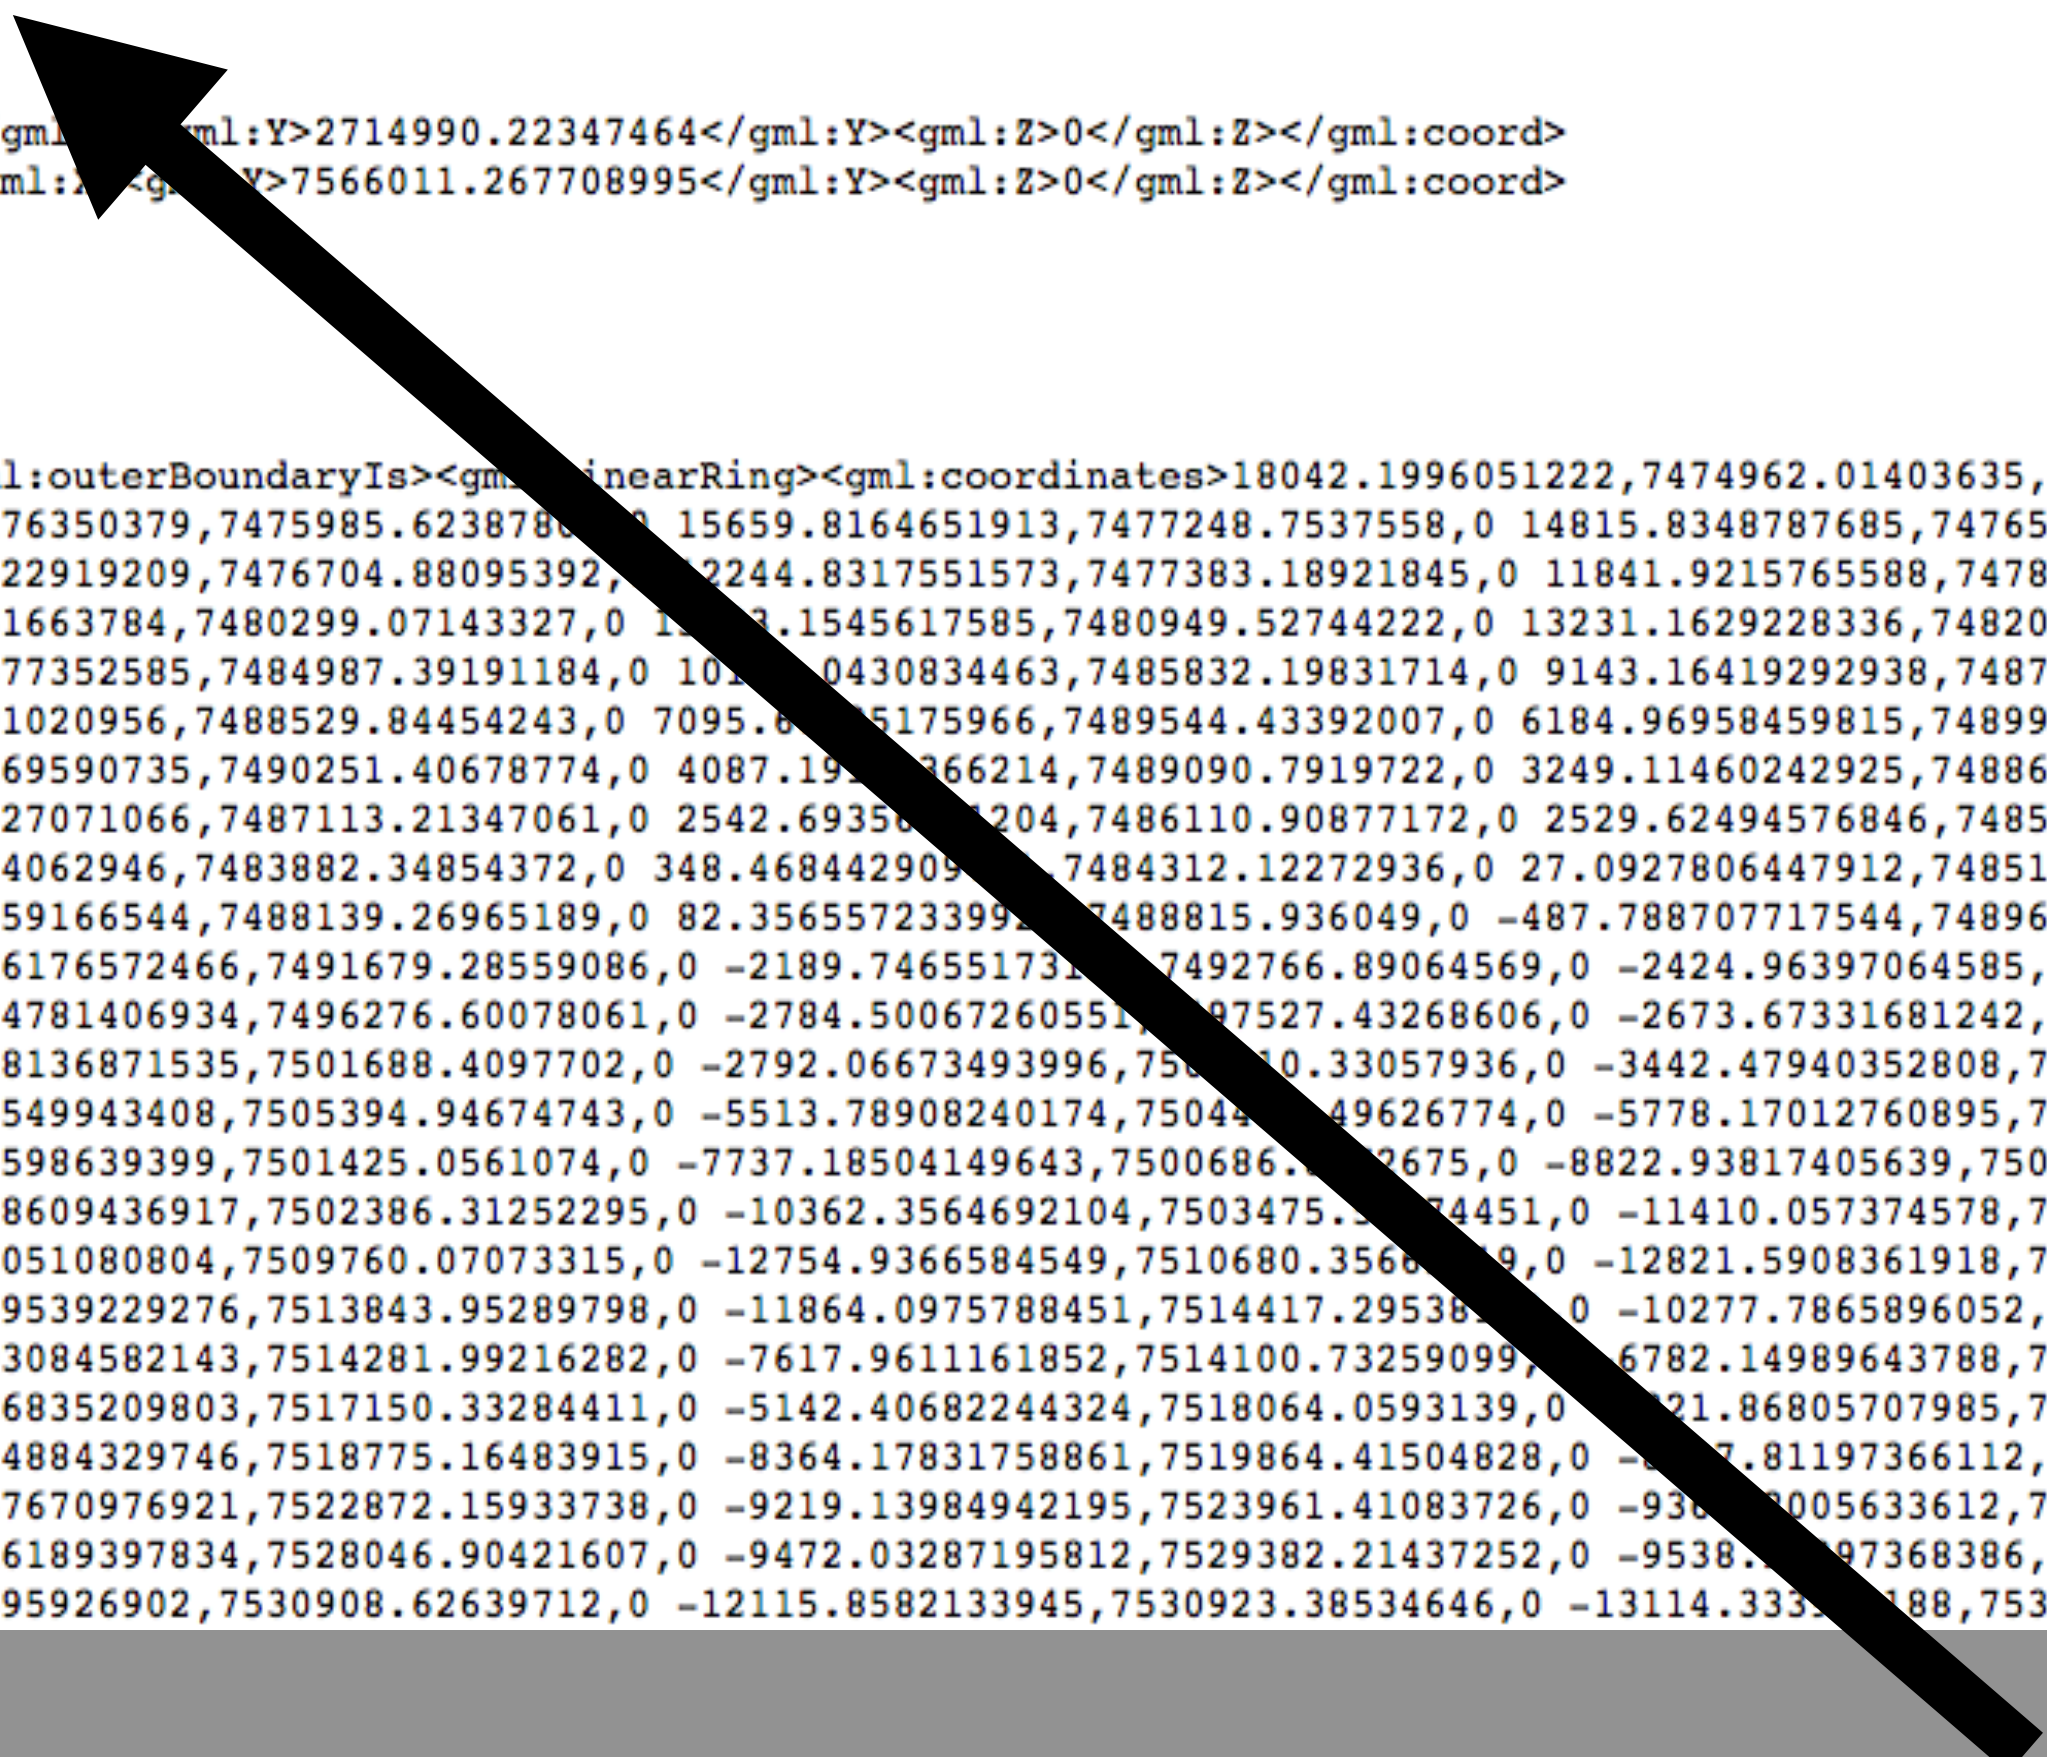 ml:Y>2714990.22347464</gml:Y><gml:Z>0</gml:Z></gml:coord>
Y>7566011.267708995</gml:Y><gml:Z>0</gml:Z></gml:coord>
l:outerBoundaryIs><gm inearRing><gml:coordinates>18042.1996051222,7474962.01403635,
76350379,7475985.623878 15659.8164651913,7477248.7537558,0 14815.8348787685,74765
22919209,7476704.88095392, 2244.8317551573,7477383.18921845,0 11841.9215765588,7478
1663784,7480299.07143327,0 .1545617585,7480949.52744222,0 13231.1629228336,74820
77352585,7484987.39191184,0 10 0430834463,7485832.19831714,0 9143.16419292938,7487
1020956,7488529.84454243,0 7095. 5175966,7489544.43392007,0 6184.96958459815,74899
69590735,7490251.40678774,0 4087.19 366214,7489090.7919722,0 3249.11460242925,74886
27071066,7487113.21347061,0 2542.6935 204,7486110.90877172,0 2529.62494576846,7485
4062946,7483882.34854372,0 348.468442909 ,7484312.12272936,0 27.0927806447912,74851
59166544,7488139.26965189,0 82.356557233992 7488815.936049,0 -487.788707717544,74896
6176572466,7491679.28559086,0 -2189.746551731 7492766.89064569,0 -2424.96397064585,
4781406934,7496276.60078061,0 -2784.50067260551, 97527.43268606,0 -2673.67331681242,
8136871535,7501688.4097702,0 -2792.06673493996,750 0.33057936,0 -3442.47940352808,7
549943408,7505394.94674743,0 -5513.78908240174,7504 49626774,0 -5778.17012760895,7
598639399,7501425.0561074,0 -7737.18504149643,7500686. 2675,0 -8822.93817405639,750
8609436917,7502386.31252295,0 -10362.3564692104,7503475. 74451,0 -11410.057374578,7
051080804,7509760.07073315,0 -12754.9366584549,7510680.356 9,0 -12821.5908361918,7
9539229276,7513843.95289798,0 -11864.0975788451,7514417.29538 0 -10277.7865896052,
3084582143,7514281.99216282,0 -7617.9611161852,7514100.73259099, 6782.14989643788,7
6835209803,7517150.33284411,0 -5142.40682244324,7518064.0593139,0 21.86805707985,7
4884329746,7518775.16483915,0 -8364.17831758861,7519864.41504828,0 - 7.81197366112,
7670976921,7522872.15933738,0 -9219.13984942195,7523961.41083726,0 -93 005633612,7
6189397834,7528046.90421607,0 -9472.03287195812,7529382.21437252,0 -9538. 97368386,
95926902,7530908.62639712,0 -12115.8582133945,7530923.38534646,0 -13114.333 188,753